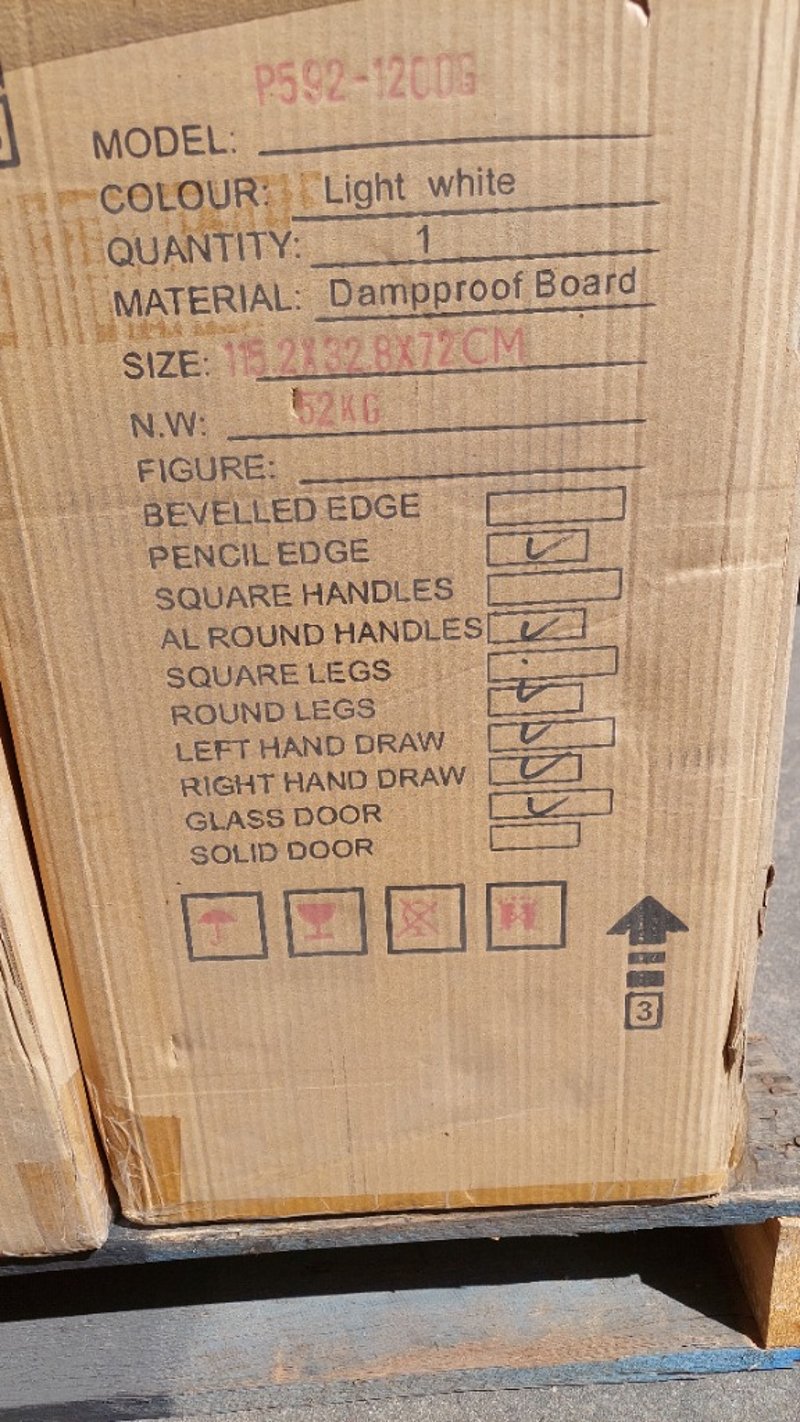 P592-1200G
MODEL:
COLOUR: Light white
QUANTITY: 1
MATERIAL: Dampproof Board
SIZE: 115.2X32.8X72CM
N.W: 52KG
FIGURE:
BEVELLED EDGE
PENCIL EDGE
SQUARE HANDLES
AL ROUND HANDLES
SQUARE LEGS
ROUND LEGS
LEFT HAND DRAW
RIGHT HAND DRAW
GLASS DOOR
SOLID DOOR
3